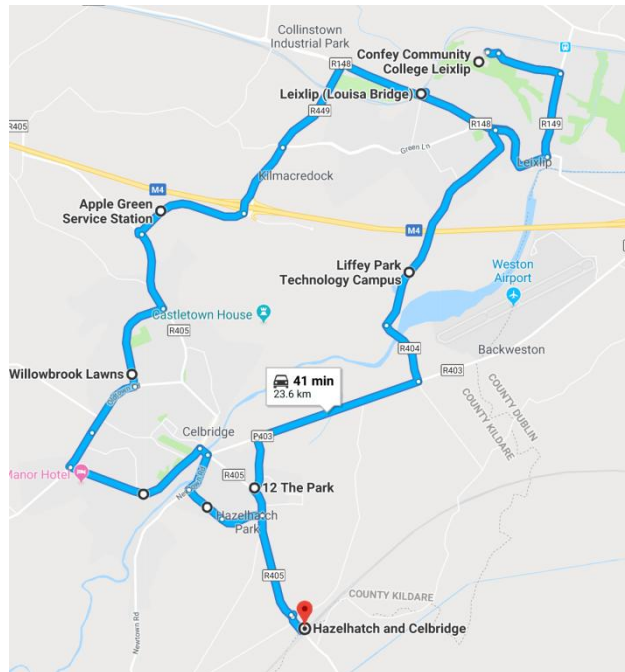 Collinstown
Industrial Park
Confey Community
College Leixlip
R148
Leixlip (Louisa Bridge)
R449
R148
R149
R405
Green Ln
Leixlip
Kilmacredock
M4
Apple Green
Service Station
M4
Liffey Park
Technology Campus
Weston
Airport
Castletown House
R405
R404
Backweston
R403
Willowbrook Lawns
41 min
23.6 km
COUNTY DUBLIN
COUNTY KILDARE
Celbridge
R403
Manor Hotel
R405
12 The Park
Hazelhatch
Park
R405
COUNTY KILDARE
Newtown Rd
Hazelhatch and Celbridge